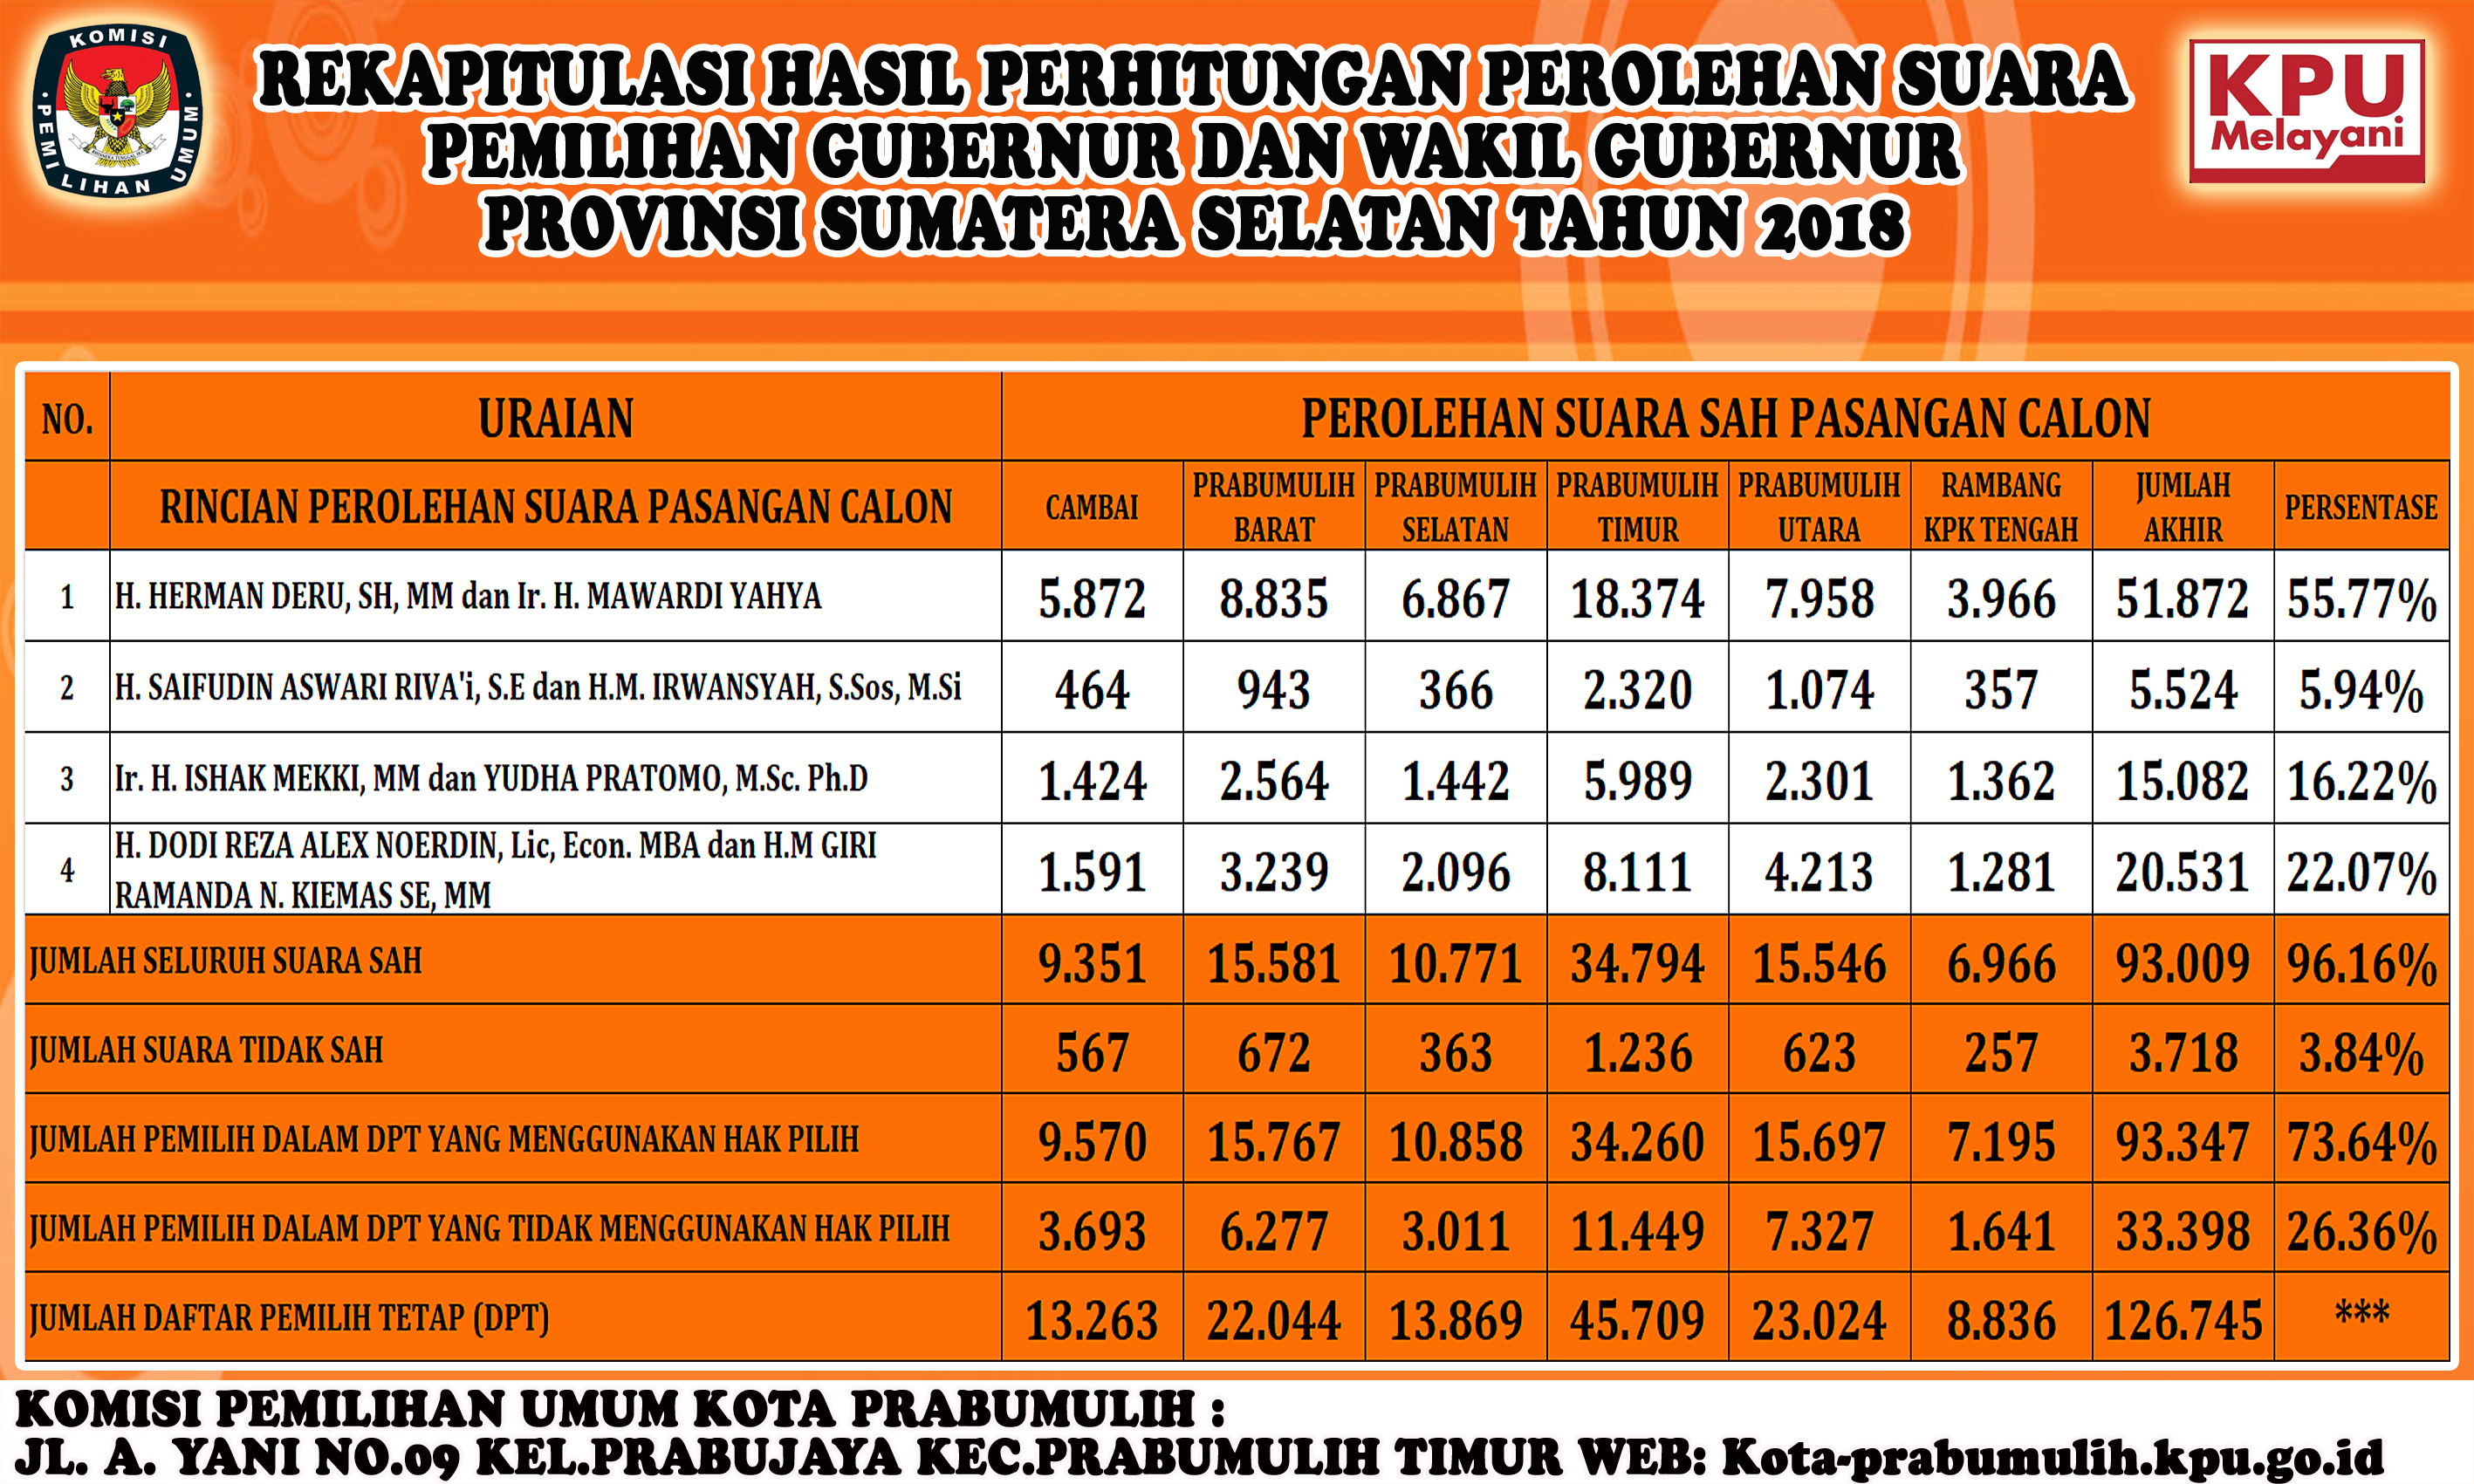 KOMISI
PEMILIHAN UMUM
KPU
Melayani
REKAPITULASI HASIL PERHITUNGAN PEROLEHAN SUARA
PEMILIHAN GUBERNUR DAN WAKIL GUBERNUR
PROVINSI SUMATERA SELATAN TAHUN 2018
NO. URAIAN PEROLEHAN SUARA SAH PASANGAN CALON
RINCIAN PEROLEHAN SUARA PASANGAN CALON CAMBAI PRABUMULIH BARAT PRABUMULIH SELATAN PRABUMULIH TIMUR PRABUMULIH UTARA RAMBANG KPK TENGAH JUMLAH AKHIR PERSENTASE
1 H. HERMAN DERU, SH, MM dan Ir. H. MAWARDI YAHYA 5.872 8.835 6.867 18.374 7.958 3.966 51.872 55.77%
2 H. SAIFUDIN ASWARI RIVA'i, S.E dan H.M. IRWANSYAH, S.Sos, M.Si 464 943 366 2.320 1.074 357 5.524 5.94%
3 Ir. H. ISHAK MEKKI, MM dan YUDHA PRATOMO, M.Sc. Ph.D 1.424 2.564 1.442 5.989 2.301 1.362 15.082 16.22%
4 H. DODI REZA ALEX NOERDIN, Lic, Econ. MBA dan H.M GIRI
RAMANDA N. KIEMAS SE, MM 1.591 3.239 2.096 8.111 4.213 1.281 20.531 22.07%
JUMLAH SELURUH SUARA SAH 9.351 15.581 10.771 34.794 15.546 6.966 93.009 96.16%
JUMLAH SUARA TIDAK SAH 567 672 363 1.236 623 257 3.718 3.84%
JUMLAH PEMILIH DALAM DPT YANG MENGGUNAKAN HAK PILIH 9.570 15.767 10.858 34.260 15.697 7.195 93.347 73.64%
JUMLAH PEMILIH DALAM DPT YANG TIDAK MENGGUNAKAN HAK PILIH 3.693 6.277 3.011 11.449 7.327 1.641 33.398 26.36%
JUMLAH DAFTAR PEMILIH TETAP (DPT) 13.263 22.044 13.869 45.709 23.024 8.836 126.745 ***
KOMISI PEMILIHAN UMUM KOTA PRABUMULIH :
JL. A. YANI NO.09 KEL.PRABUJAYA KEC.PRABUMULIH TIMUR WEB: Kota-prabumulih.kpu.go.id